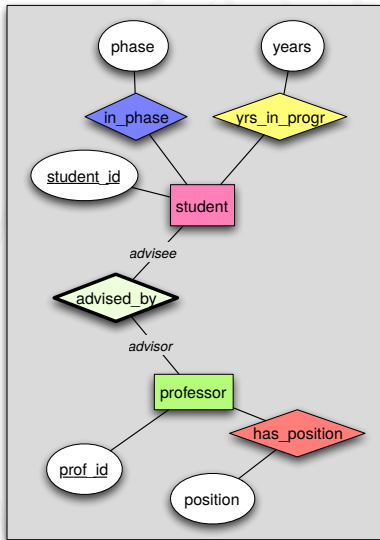 phase
years
in_phase
yrs_in_progr
student_id
student
advisee
advised_by
advisor
professor
has_position
prof_id
position